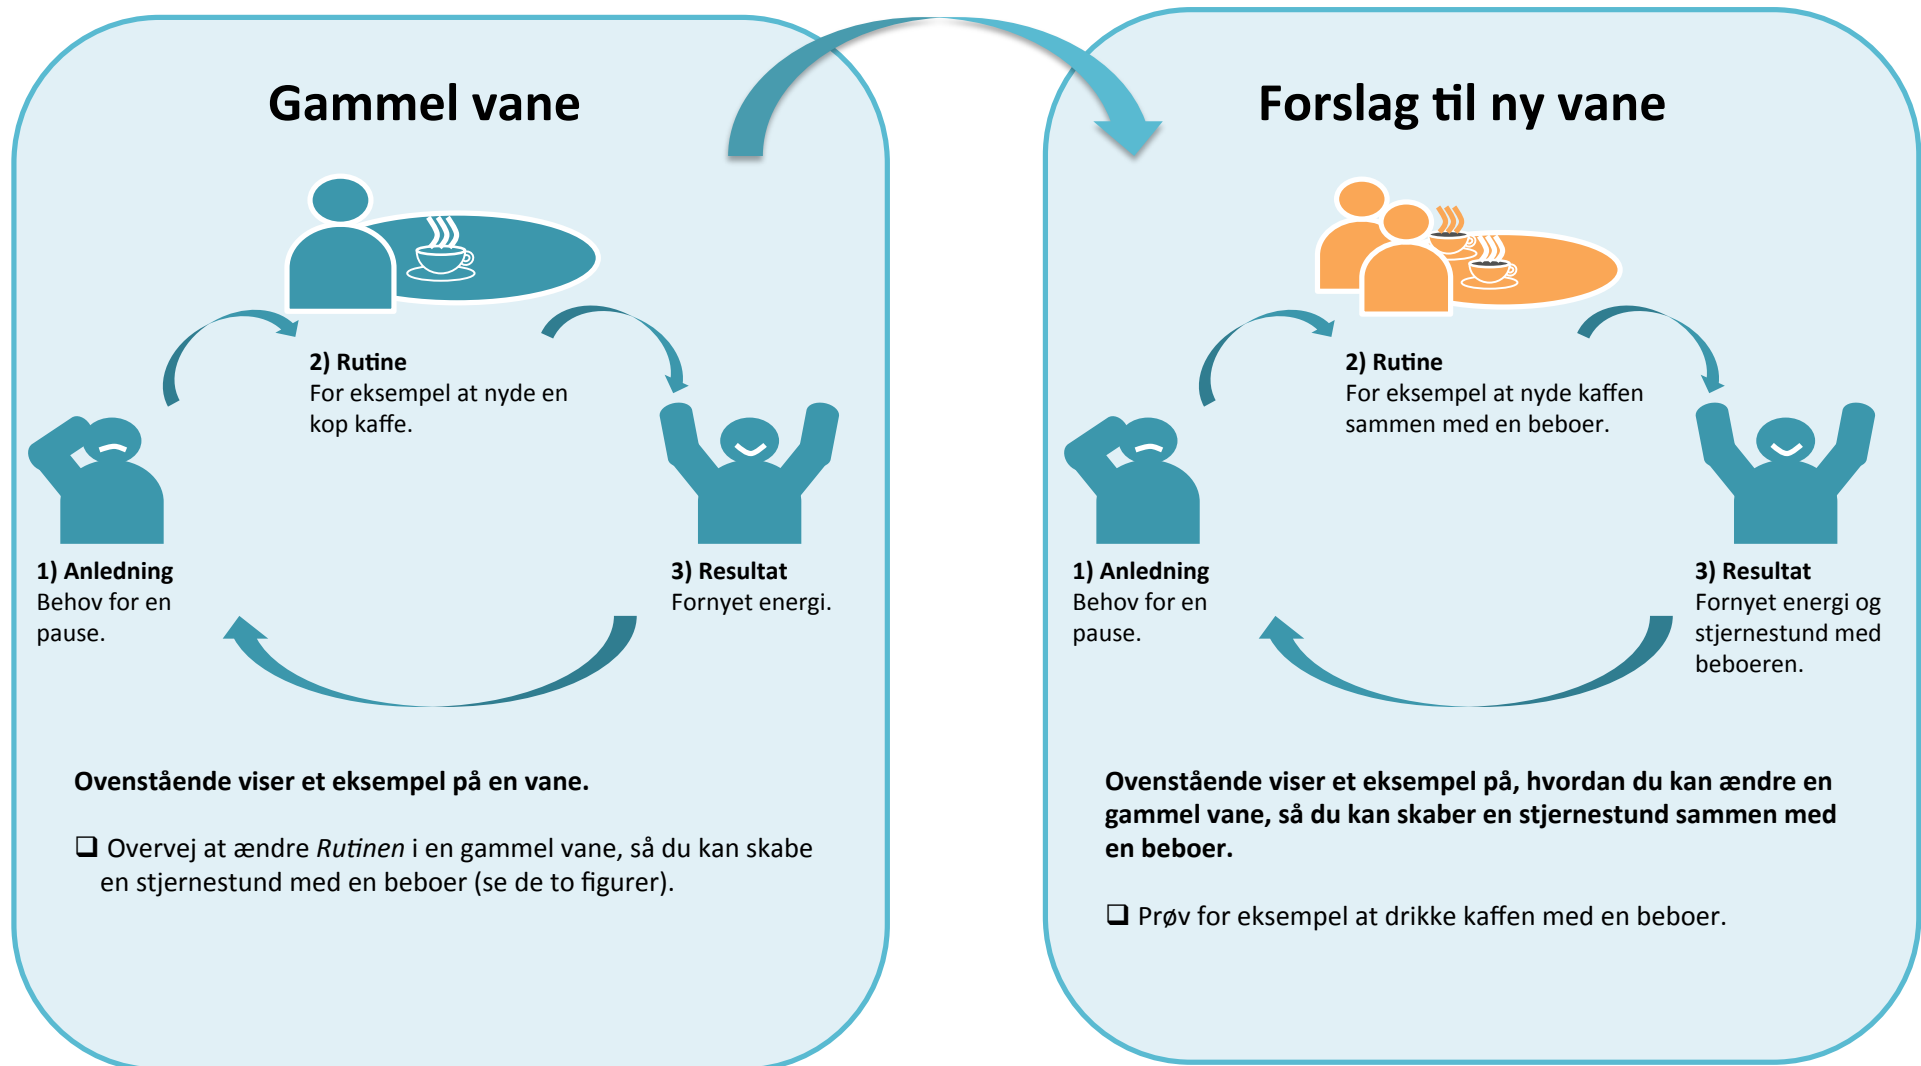 Gammel vane
2) Rutine
For eksempel at nyde en
kop kaffe.
1) Anledning
Behov for en
pause.
3) Resultat
Fornyet energi.
Ovenstående viser et eksempel på en vane.
❑ Overvej at ændre Rutinen i en gammel vane, så du kan skabe
en stjernestund med en beboer (se de to figurer).
Forslag til ny vane
2) Rutine
For eksempel at nyde kaffen
sammen med en beboer.
1) Anledning
Behov for en
pause.
3) Resultat
Fornyet energi og
stjernestund med
beboeren.
Ovenstående viser et eksempel på, hvordan du kan ændre en
gammel vane, så du kan skaber en stjernestund sammen med
en beboer.
❑ Prøv for eksempel at drikke kaffen med en beboer.